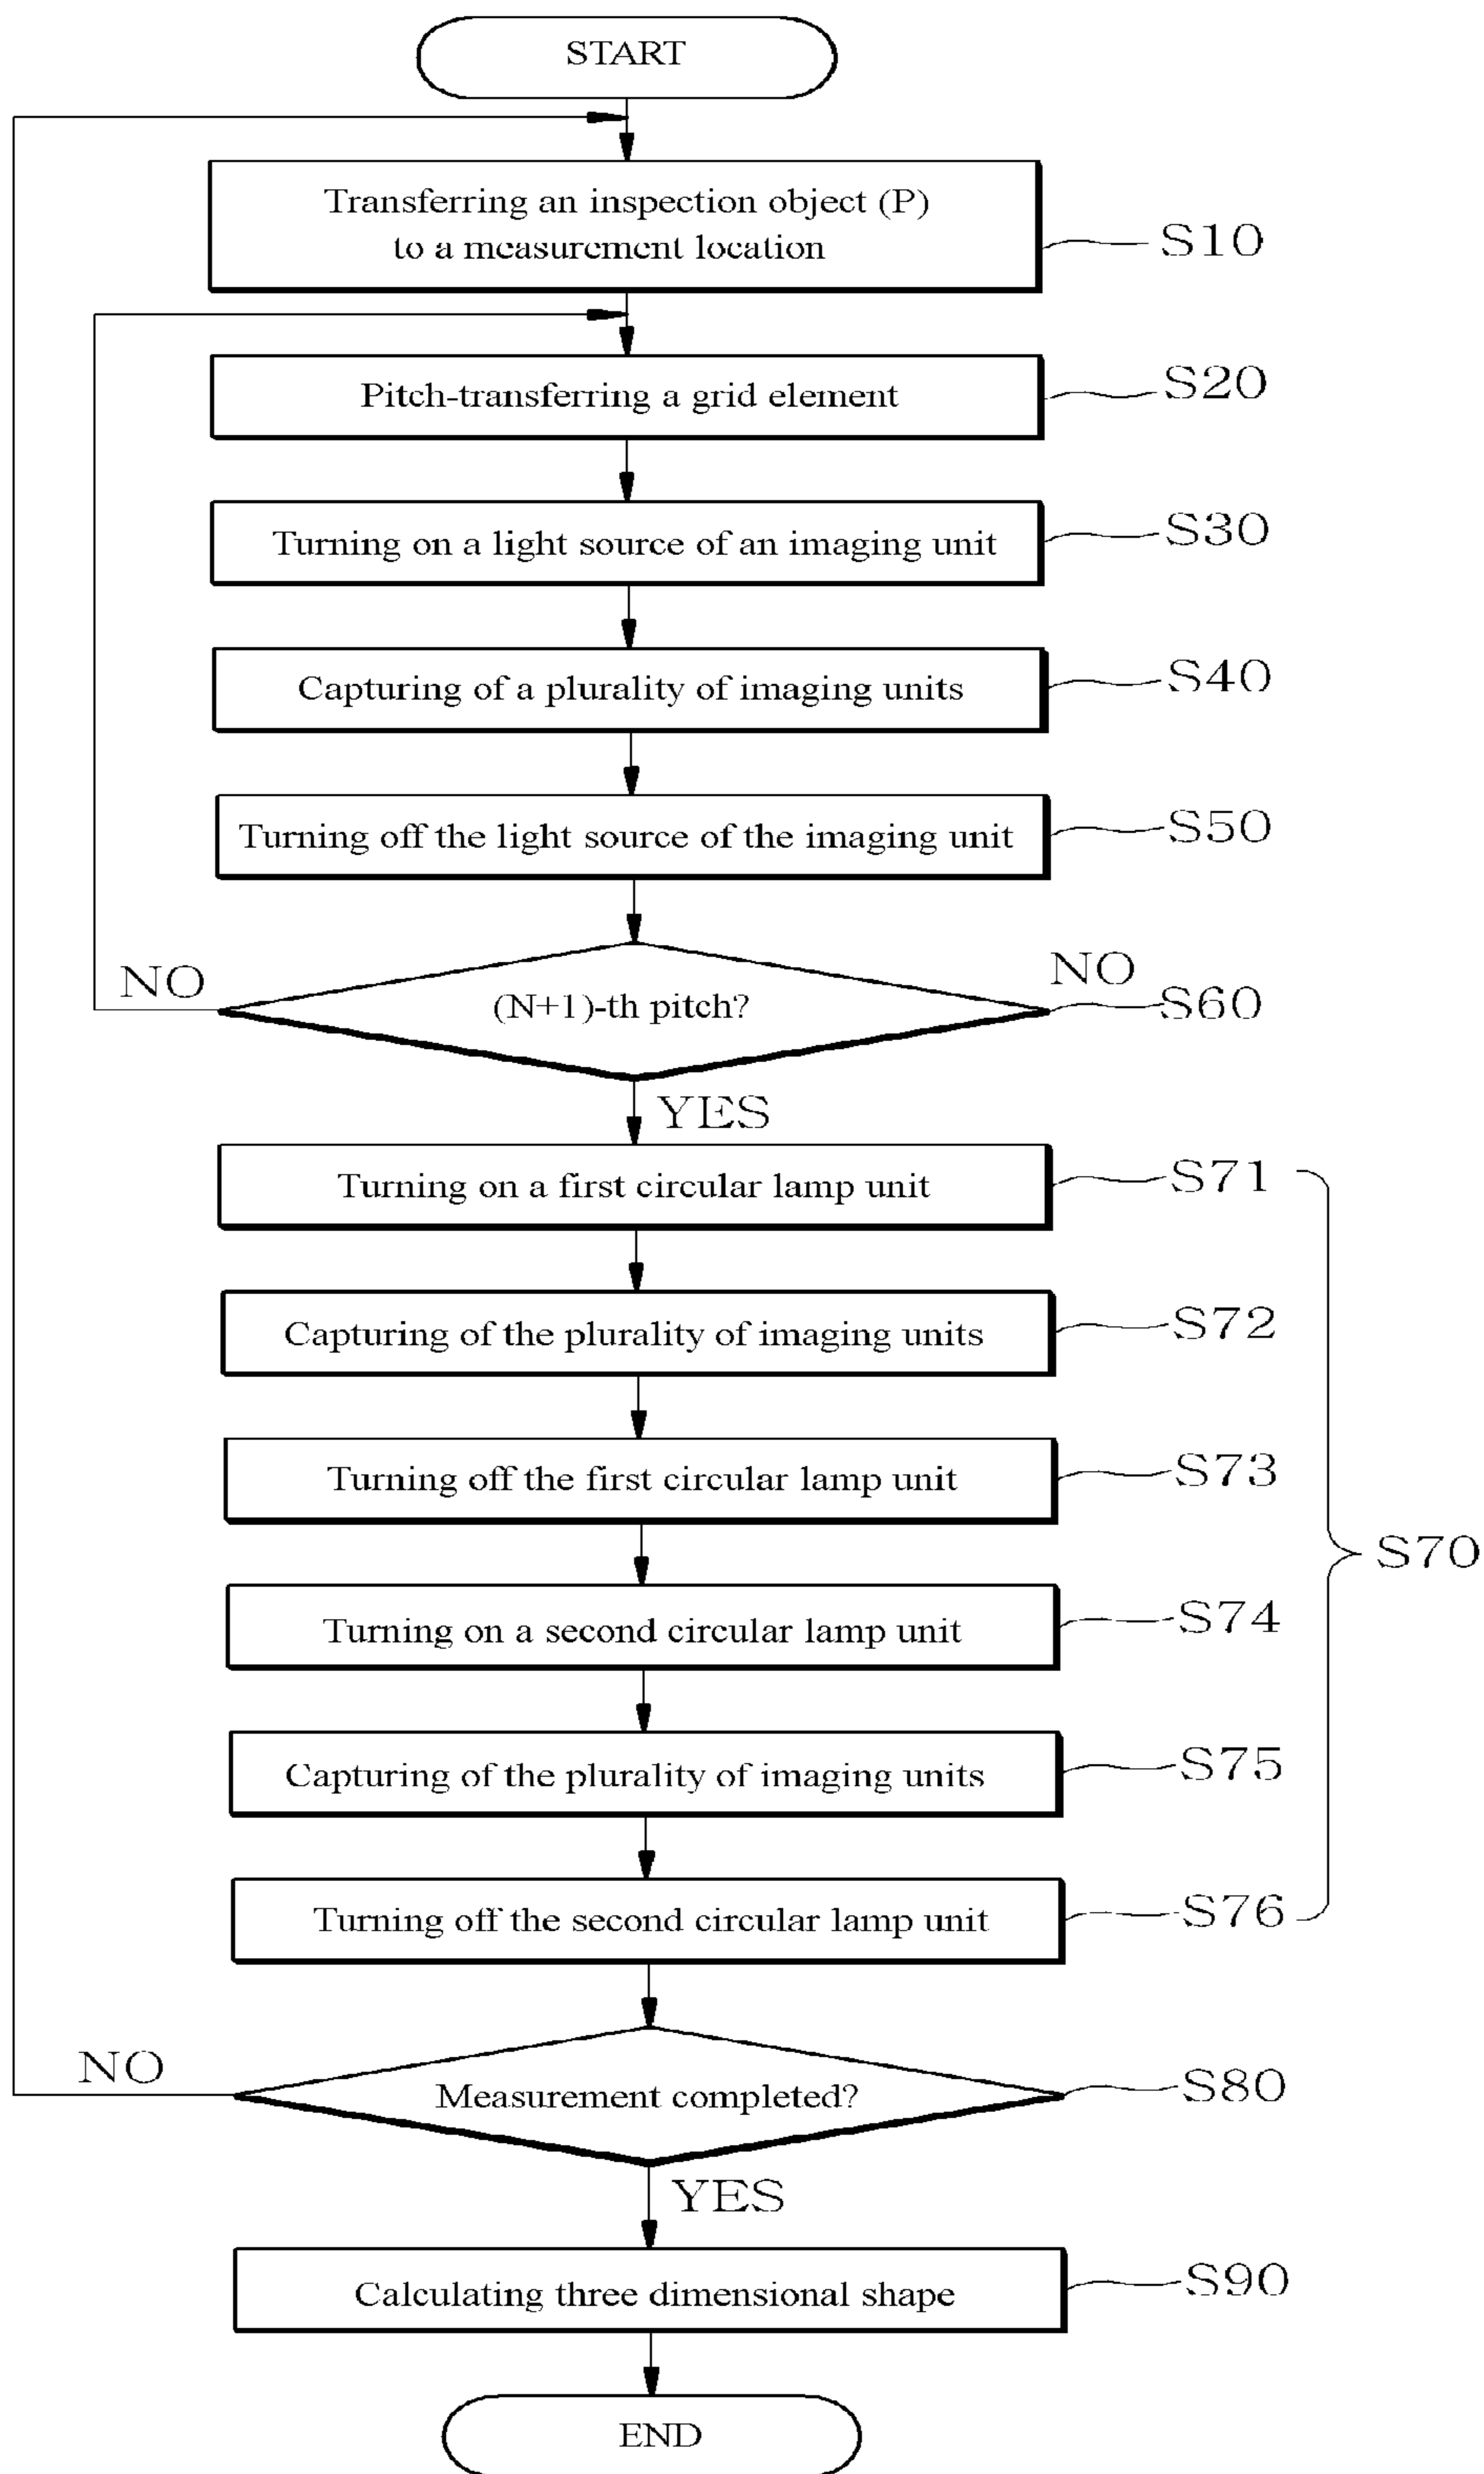 START
Transferring an inspection object (P)
to a measurement location
S10
Pitch-transferring a grid element
S20
Turning on a light source of an imaging unit
S30
Capturing of a plurality of imaging units
S40
Turning off the light source of the imaging unit
S50
NO
(N+1)-th pitch?
NO
S60
YES
Turning on a first circular lamp unit
S71
Capturing of the plurality of imaging units
S72
Turning off the first circular lamp unit
S73
S70
Turning on a second circular lamp unit
S74
Capturing of the plurality of imaging units
S75
Turning off the second circular lamp unit
S76
NO
Measurement completed?
S80
YES
Calculating three dimensional shape
S90
END